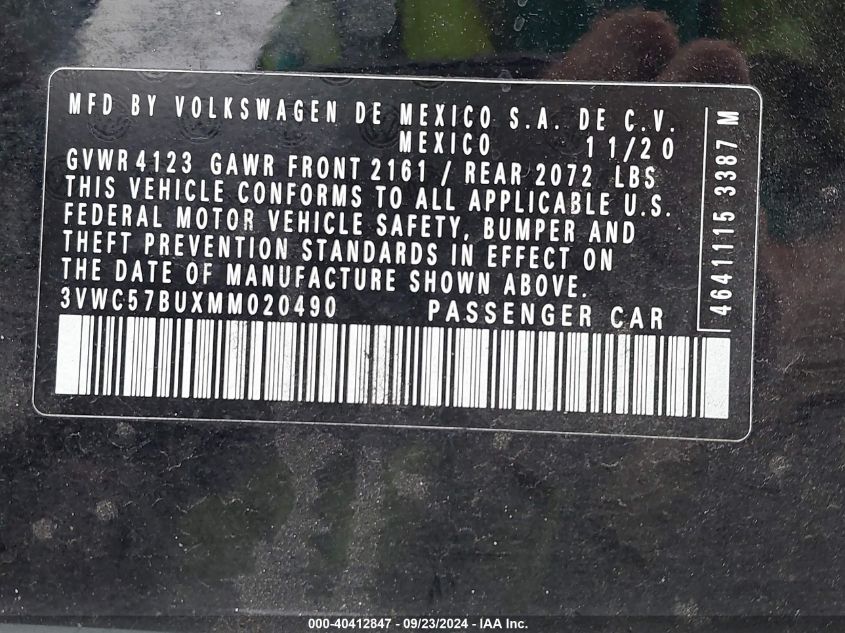 MFD BY VOLKSWAGEN DE MEXICO S.A. DE C.V.
MEXICO 11/20
GVWR 4123 GAWR FRONT 2161 / REAR 2072 LBS
THIS VEHICLE CONFORMS TO ALL APPLICABLE U.S.
FEDERAL MOTOR VEHICLE SAFETY, BUMPER AND
THEFT PREVENTION STANDARDS IN EFFECT ON
THE DATE OF MANUFACTURE SHOWN ABOVE.
3VWC57BUXMM020490 PASSENGER CAR
4641115 3387 M
000-40412847 - 09/23/2024 - IAA Inc.